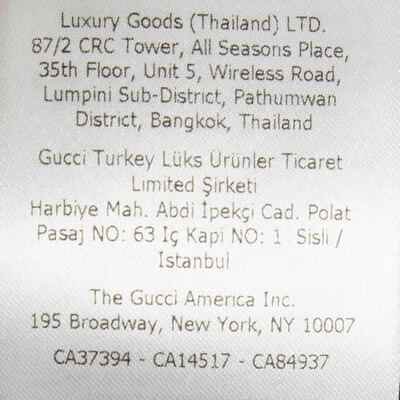 Luxury Goods (Thailand) LTD.
87/2 CRC Tower, All Seasons Place,
35th Floor, Unit 5, Wireless Road,
Lumpini Sub-District, Pathumwan
District, Bangkok, Thailand
Gucci Turkey Lüks Ürünler Ticaret
Limited Şirketi
Harbiye Mah. Abdi İpekçi Cad. Polat
Pasaj NO: 63 Iç Kapi NO: 1 Sisli /
Istanbul
The Gucci America Inc.
195 Broadway, New York, NY 10007
CA37394 - CA14517 - CA84937